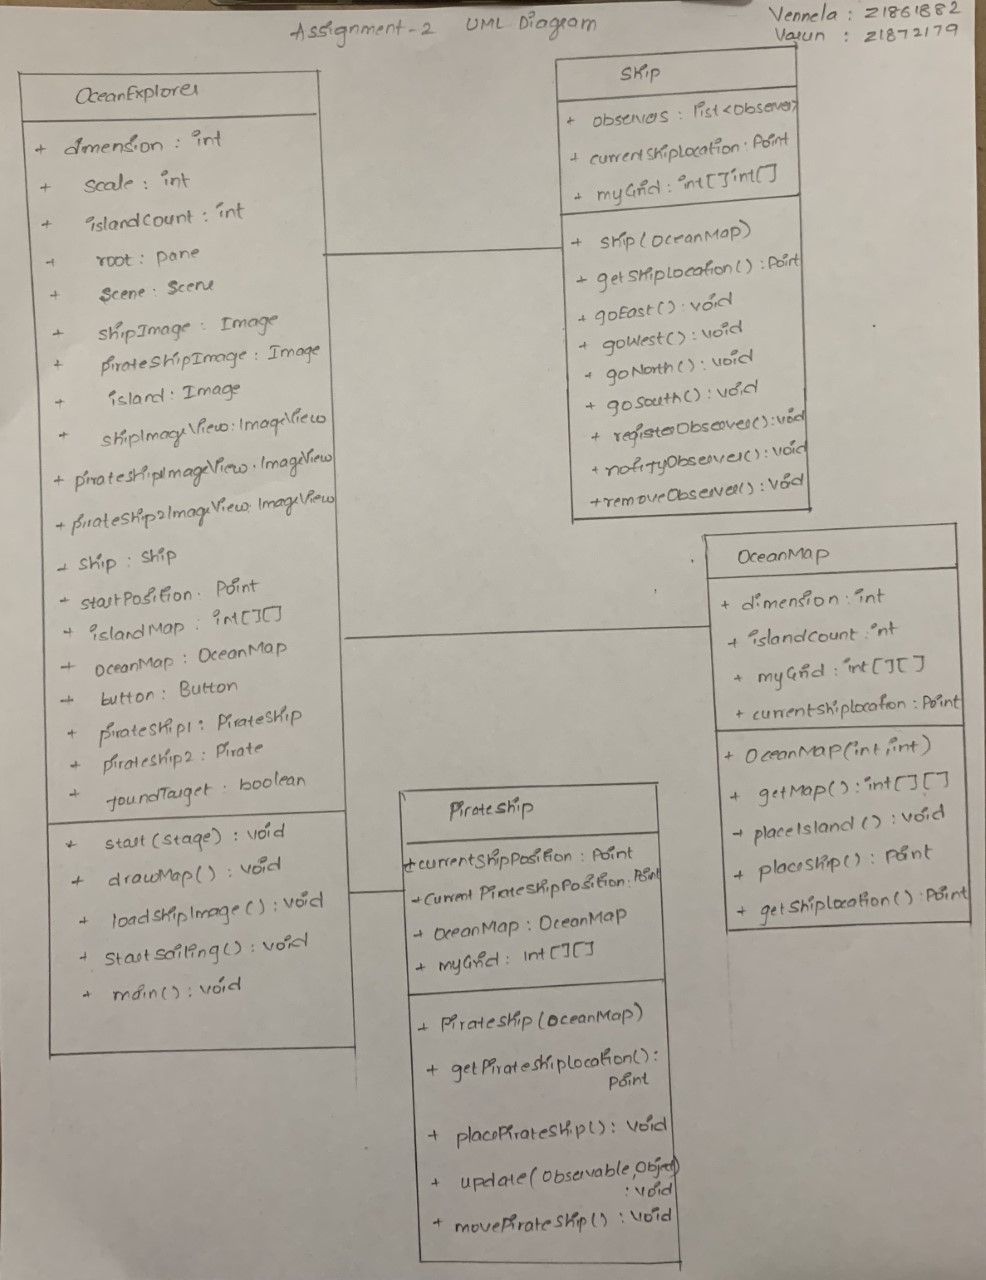 Assignment-2 UML Diagram
Vennela : Z1861882
Varun : Z1872179
OceanExplorer
+ dimension : int
+ scale : int
+ islandCount : int
+ root : pane
+ Scene : Scene
+ shipImage : Image
+ pirateShipImage : Image
+ island : Image
+ shipImageView : ImageView
+ pirateShipImageView : ImageView
+ pirateShip2ImageView : ImageView
+ ship : Ship
+ startPosition : Point
+ islandMap : int[][]
+ oceanMap : OceanMap
+ button : Button
+ pirateShip1 : PirateShip
+ pirateShip2 : Pirate
+ foundTarget : boolean
+ start(stage) : void
+ drawMap() : void
+ loadShipImage() : void
+ startSailing() : void
+ main() : void
Ship
+ observers : list<Observer>
+ currentShiplocation : Point
+ myGrid : int[]int[]
+ ship(OceanMap)
+ getShiplocation() : Point
+ goEast() : void
+ goWest() : void
+ goNorth() : void
+ goSouth() : void
+ registerObserver() : void
+ notifyObserver() : void
+ removeObserver() : void
OceanMap
+ dimension : int
+ islandcount : int
+ myGrid : int[][]
+ currentshiplocation : Point
+ OceanMap(int,int)
+ getMap() : int[][]
+ placeIsland() : void
+ placeShip() : Point
+ getShiplocation() : Point
PirateShip
+ currentShipPosition : Point
+ Current PirateShipPosition : Point
+ OceanMap : OceanMap
+ myGrid : int[][]
+ PirateShip(OceanMap)
+ getPirateShiplocation() :
Point
+ placePirateShip() : void
+ update(Observable, Object)
: void
+ movePirateShip() : void